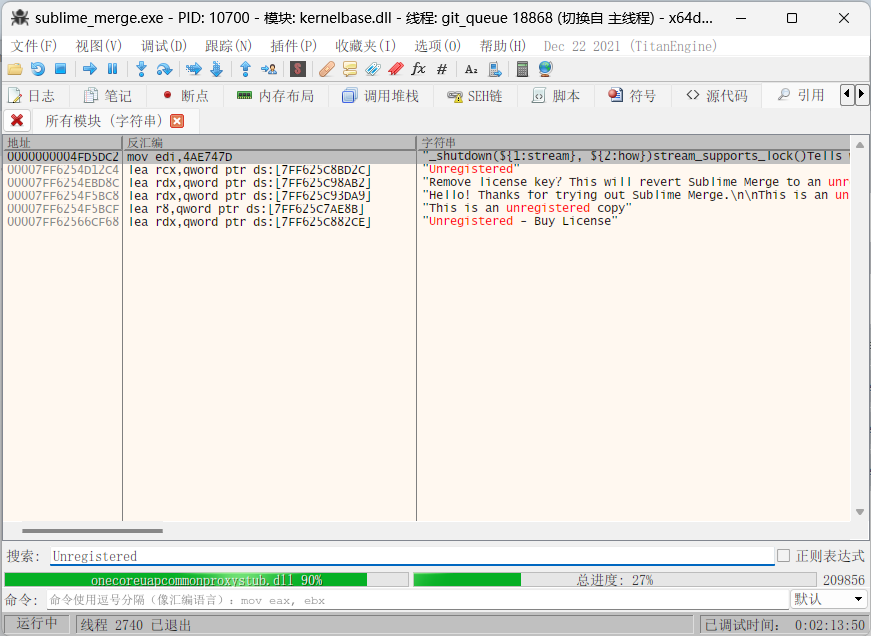 sublime_merge.exe - PID: 10700 - 模块: kernelbase.dll - 线程: git_queue 18868 (切换自 主线程) - x64d...
文件(F) 视图(V) 调试(D) 跟踪(N) 插件(P) 收藏夹(I) 选项(O) 帮助(H) Dec 22 2021 (TitanEngine)
日志 笔记 断点 内存布局 调用堆栈 SEH链 脚本 符号 源代码 引用
所有模块 (字符串)
地址 反汇编 字符串
0000000004FD5DC2 mov edi,4AE747D "_shutdown(${1:stream}, ${2:how})stream_supports_lock()Tells
00007FF6254D12C4 lea rcx,qword ptr ds:[7FF625C8BD2C] "Unregistered"
00007FF6254EBD8C lea rdx,qword ptr ds:[7FF625C98AB2] "Remove license key? This will revert Sublime Merge to an unr
00007FF6254F5BC8 lea rdx,qword ptr ds:[7FF625C93DA9] "Hello! Thanks for trying out Sublime Merge.\n\nThis is an un
00007FF6254F5BCF lea r8,qword ptr ds:[7FF625C7AE8B] "This is an unregistered copy"
00007FF62566CF68 lea rdx,qword ptr ds:[7FF625C882CE] "Unregistered - Buy License"
搜索: Unregistered 正则表达式
onecoreuapcommonproxystub.dll 90% 总进度: 27% 209856
命令: 命令使用逗号分隔（像汇编语言）: mov eax, ebx 默认
运行中 线程 2740 已退出 已调试时间: 0:02:13:50